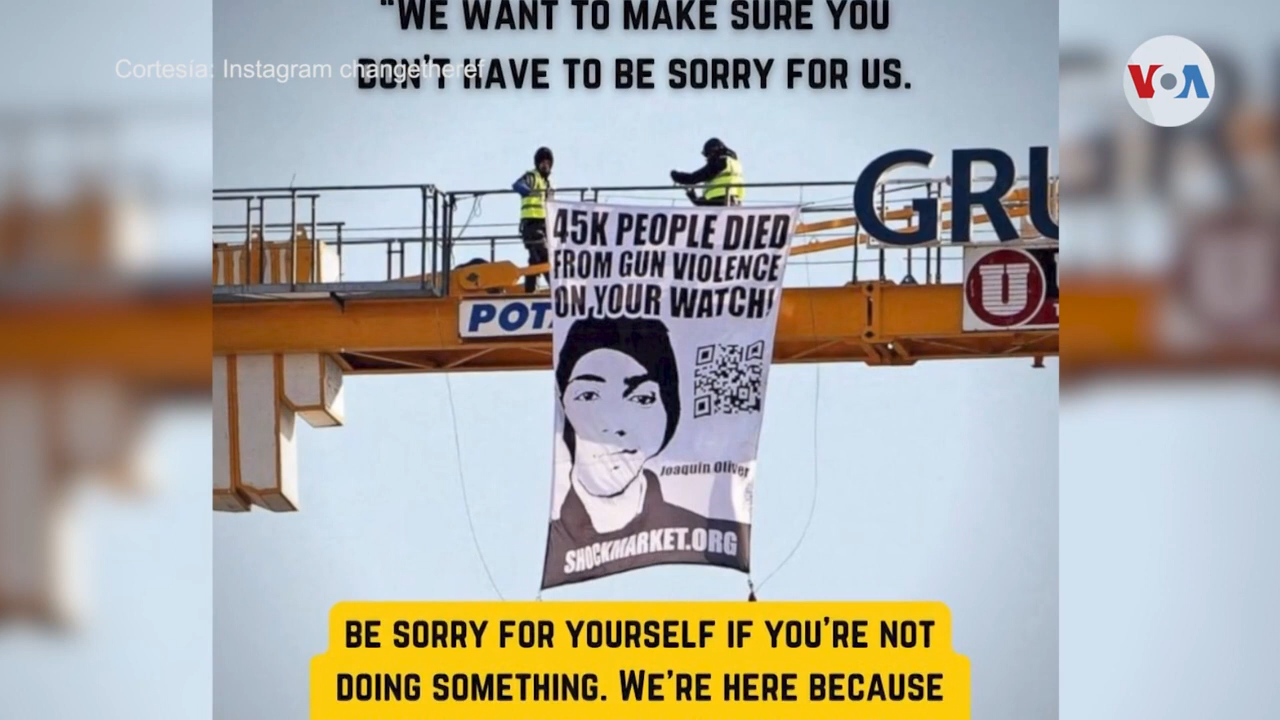 "WE WANT TO MAKE SURE YOU
DON'T HAVE TO BE SORRY FOR US.
Cortesía: Instagram changetheref
VOA
GRU
45K PEOPLE DIED
FROM GUN VIOLENCE
ON YOUR WATCH!
POT
U
Joaquin Oliver
SHOCKMARKET.ORG
BE SORRY FOR YOURSELF IF YOU'RE NOT
DOING SOMETHING. WE'RE HERE BECAUSE